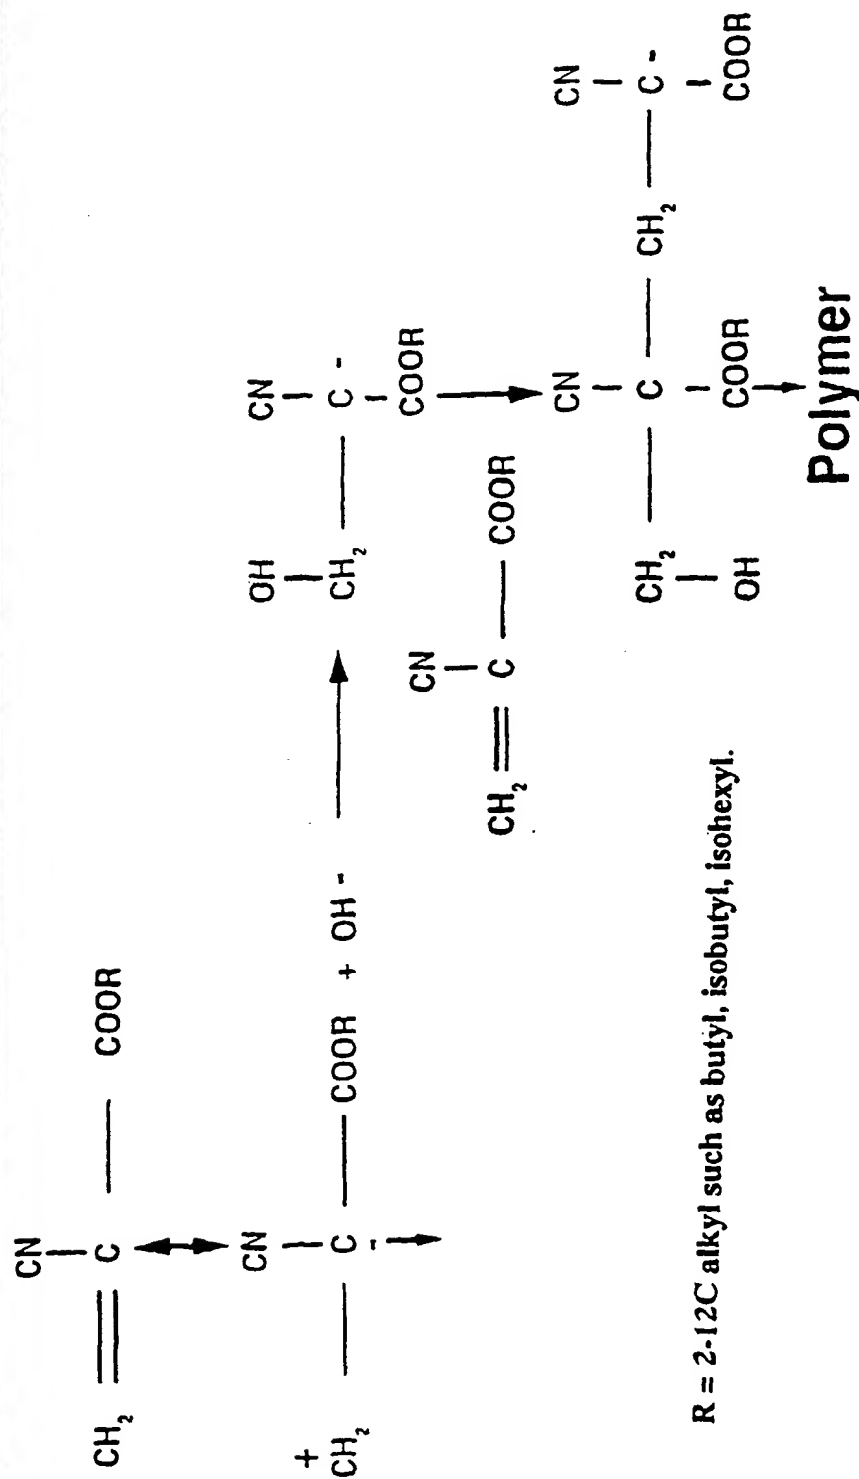 CN
CH₂ = C — COOR
CN
+
CH₂ — C — COOR + OH -
-
OH CN
CH₂ — C -
COOR
CN
CH₂ = C — COOR
CN CN
CH₂ — C — CH₂ — C -
OH COOR COOR
Polymer
R = 2-12C alkyl such as butyl, isobutyl, isohexyl.